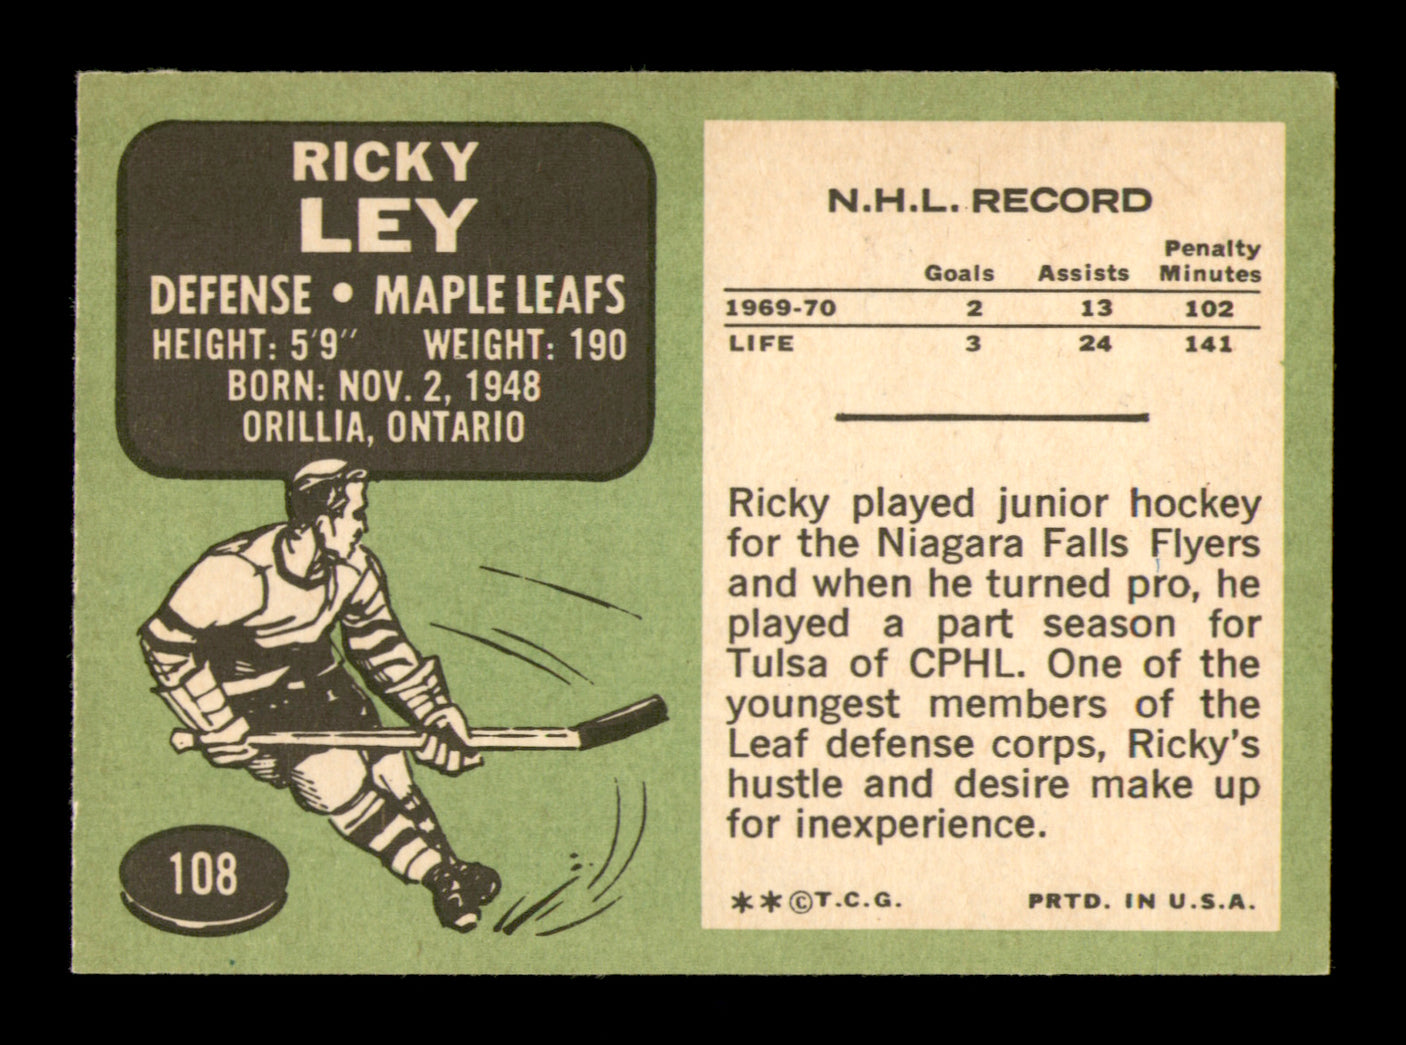 RICKY
LEY
DEFENSE • MAPLE LEAFS
HEIGHT: 5'9" WEIGHT: 190
BORN: NOV. 2, 1948
ORILLIA, ONTARIO
108
N.H.L. RECORD
Goals Assists Penalty Minutes
1969-70 2 13 102
LIFE 3 24 141
Ricky played junior hockey
for the Niagara Falls Flyers
and when he turned pro, he
played a part season for
Tulsa of CPHL. One of the
youngest members of the
Leaf defense corps, Ricky's
hustle and desire make up
for inexperience.
**©T.C.G. PRTD. IN U.S.A.